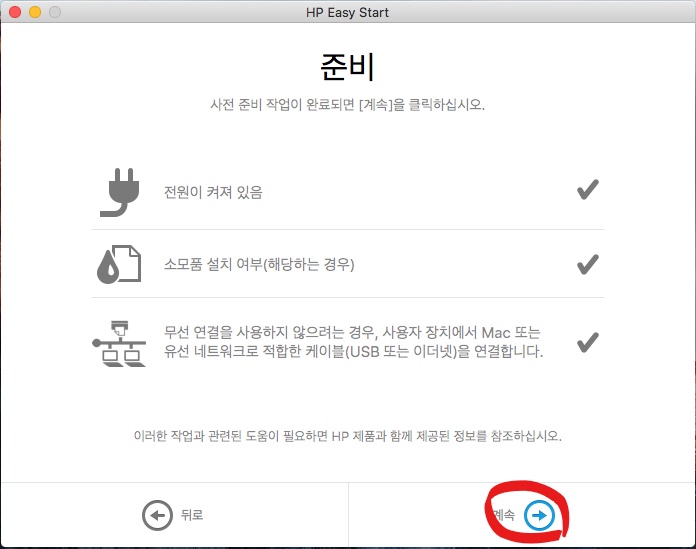 HP Easy Start
준비
사전 준비 작업이 완료되면 [계속]을 클릭하십시오.
전원이 켜져 있음
소모품 설치 여부(해당하는 경우)
무선 연결을 사용하지 않으려는 경우, 사용자 장치에서 Mac 또는
유선 네트워크로 적합한 케이블(USB 또는 이더넷)을 연결합니다.
이러한 작업과 관련된 도움이 필요하면 HP 제품과 함께 제공된 정보를 참조하십시오.
뒤로
계속